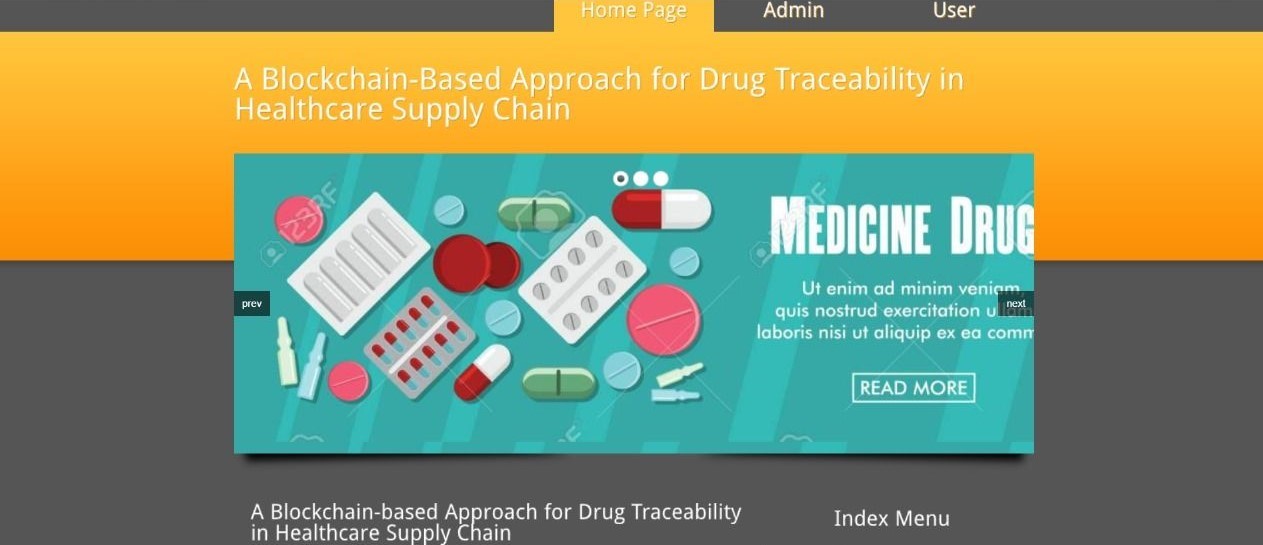 Home Page Admin User
A Blockchain-Based Approach for Drug Traceability in
Healthcare Supply Chain
123RF
123RF
MEDICINE DRUG
Ut enim ad minim veniam,
quis nostrud exercitation u
laboris nisi ut aliquip ex ea comm
prev
next
READ MORE
A Blockchain-based Approach for Drug Traceability
in Healthcare Supply Chain
Index Menu